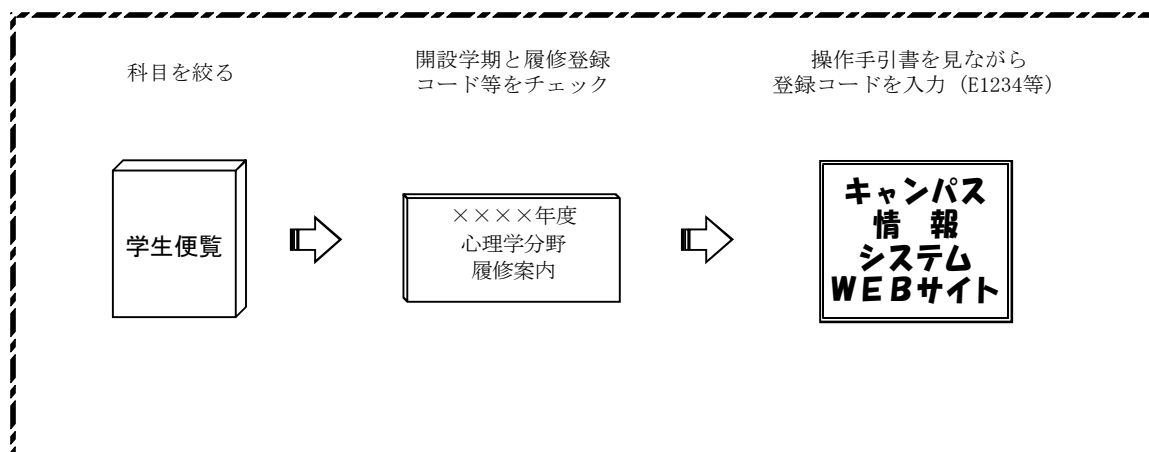 科目を絞る
開設学期と履修登録
コード等をチェック
操作手引書を見ながら
登録コードを入力（E1234等）
学生便覧
××××年度
心理学分野
履修案内
キャンパス
情　報
システム
ＷＥＢサイト